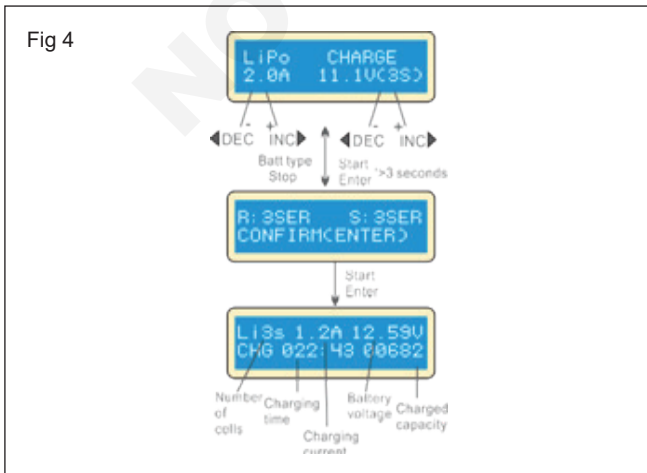 Fig 4
LiPo CHARGE
2.0A 11.1V(3S)
- + - +
◀DEC INC▶ ◀DEC INC▶
Batt type
Stop
Start
Enter >3 seconds
R:3SER S:3SER
CONFIRM(ENTER)
Start
Enter
Li3s 1.2A 12.59V
CHG 022:43 00682
Number
of
cells
Charging
time
Charging
current
Battery
voltage
Charged
capacity